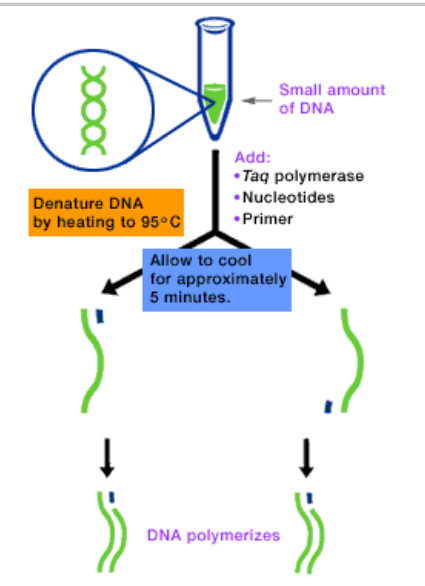 Small amount
of DNA
Add:
•Taq polymerase
•Nucleotides
•Primer
Denature DNA
by heating to 95°C
Allow to cool
for approximately
5 minutes.
DNA polymerizes